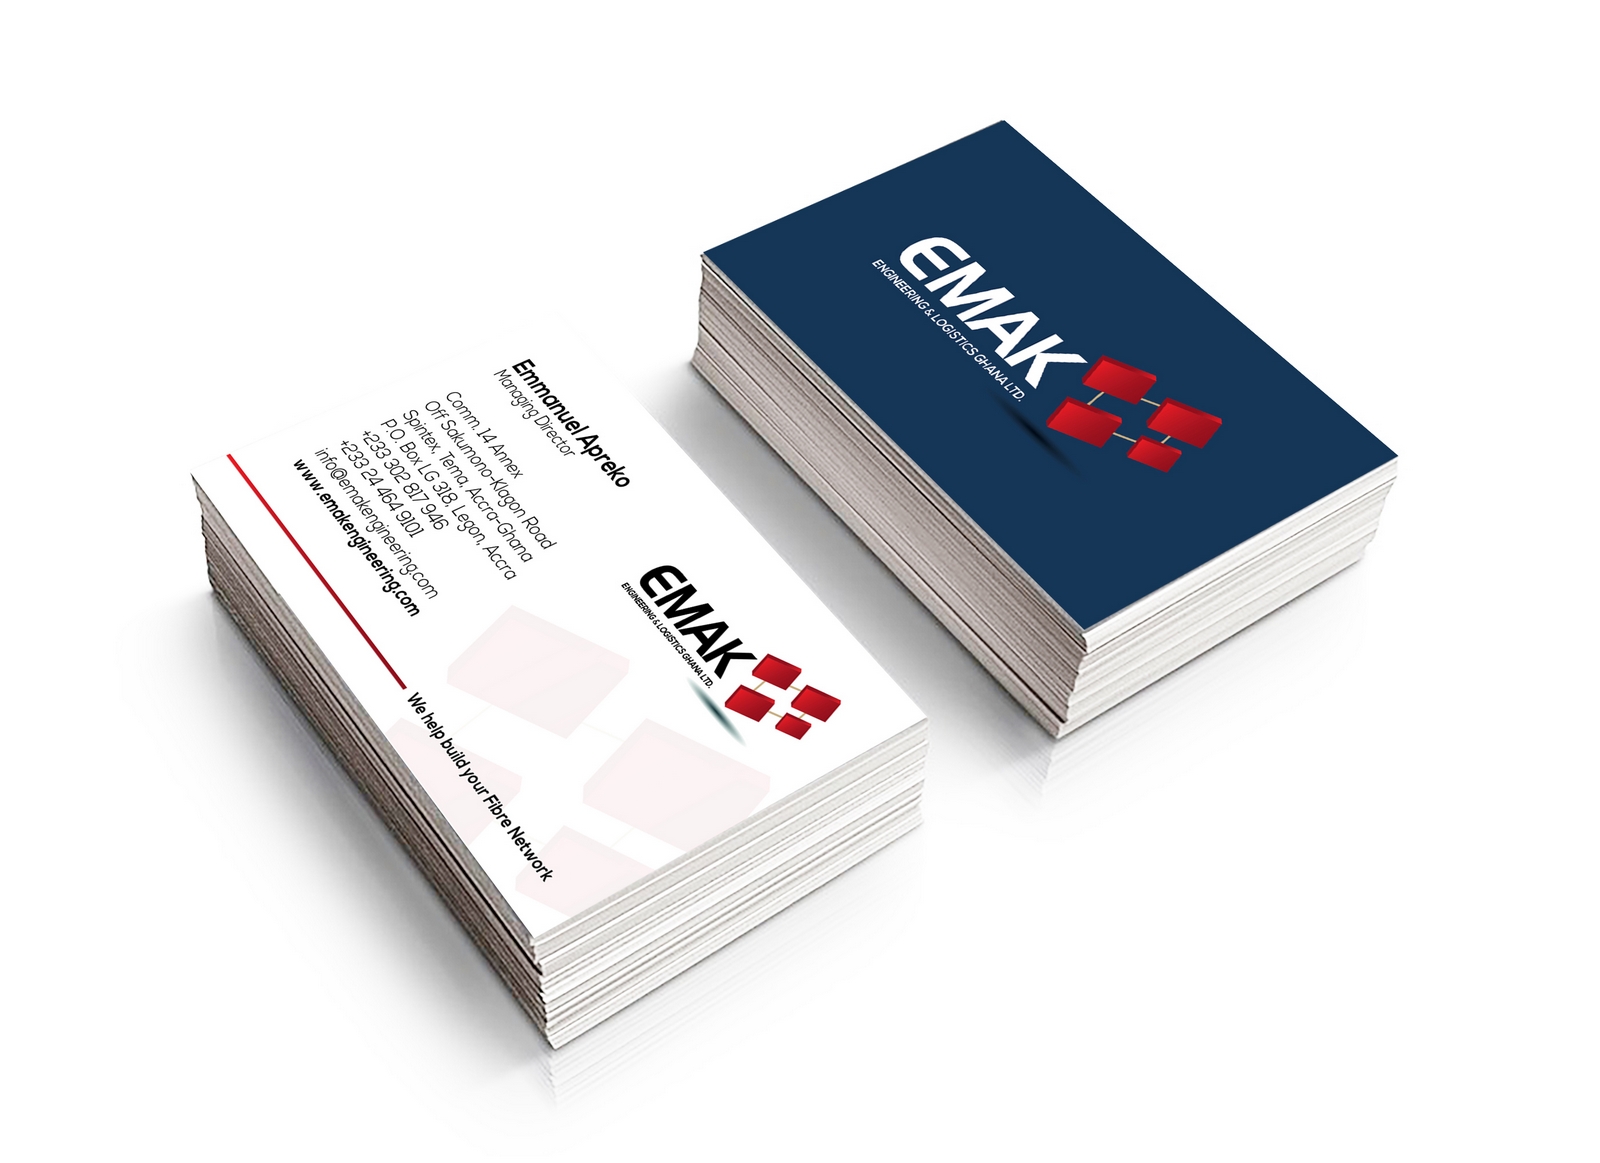 Emmanuel Apreko
Managing Director
Comm. 14 Annex
Off Sakumono-Klagon Road
Spintex, Tema, Accra-Ghana
P.O. Box LG 318, Legon, Accra
+233 302 817 946
+233 24 464 9101
info@emakengineering.com
www.emakengineering.com
EMAK
ENGINEERING & LOGISTICS GHANA LTD.
We help build your Fibre Network
EMAK
ENGINEERING & LOGISTICS GHANA LTD.